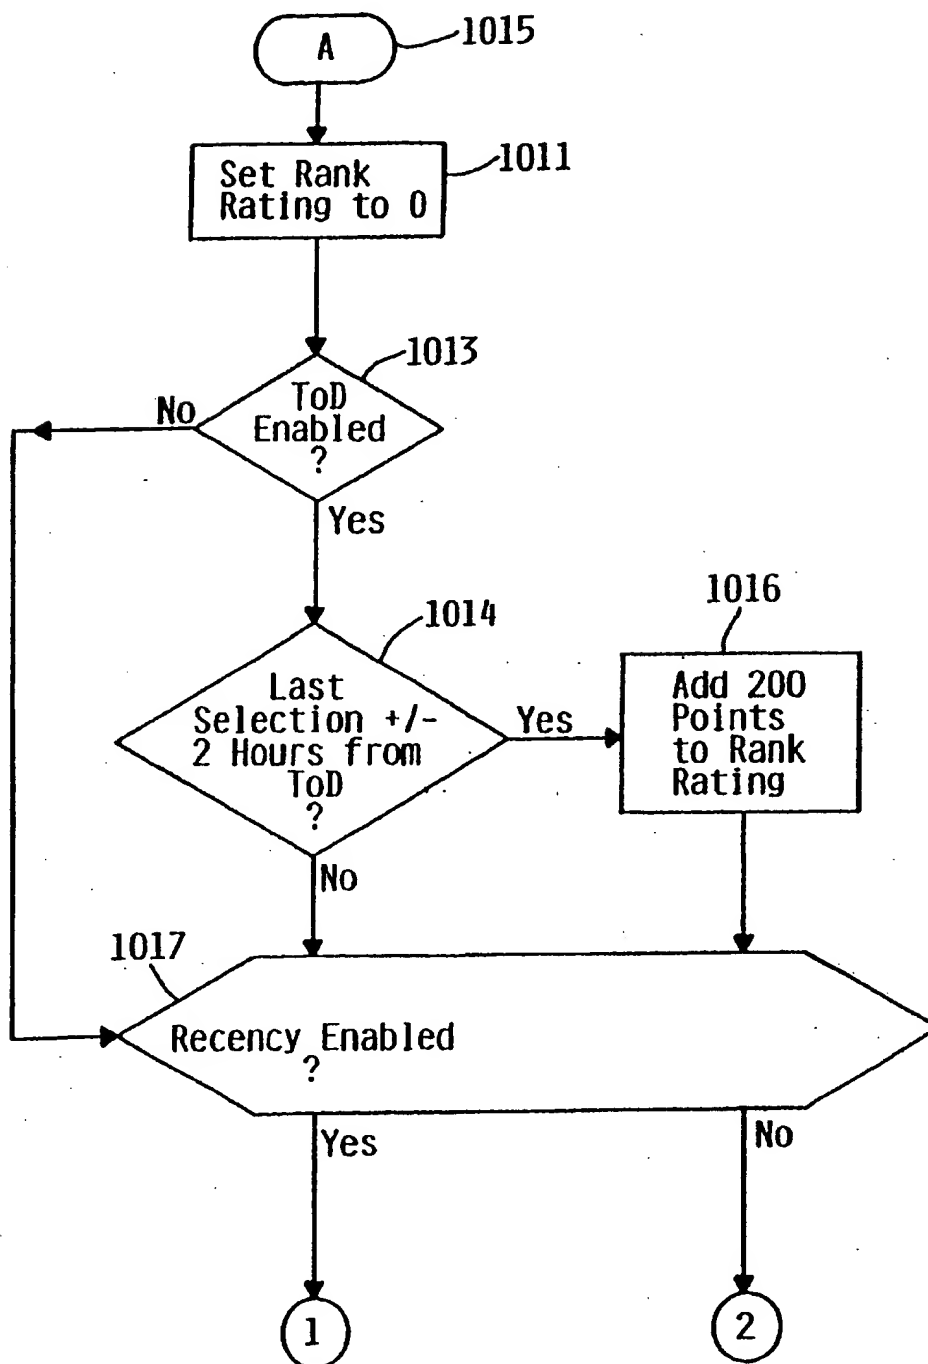 A
1015
Set Rank
Rating to 0
1011
1013
ToD
Enabled
?
No
Yes
1014
Last
Selection +/-
2 Hours from
ToD
?
Yes
1016
Add 200
Points
to Rank
Rating
No
1017
Recency Enabled
?
Yes
No
1
2